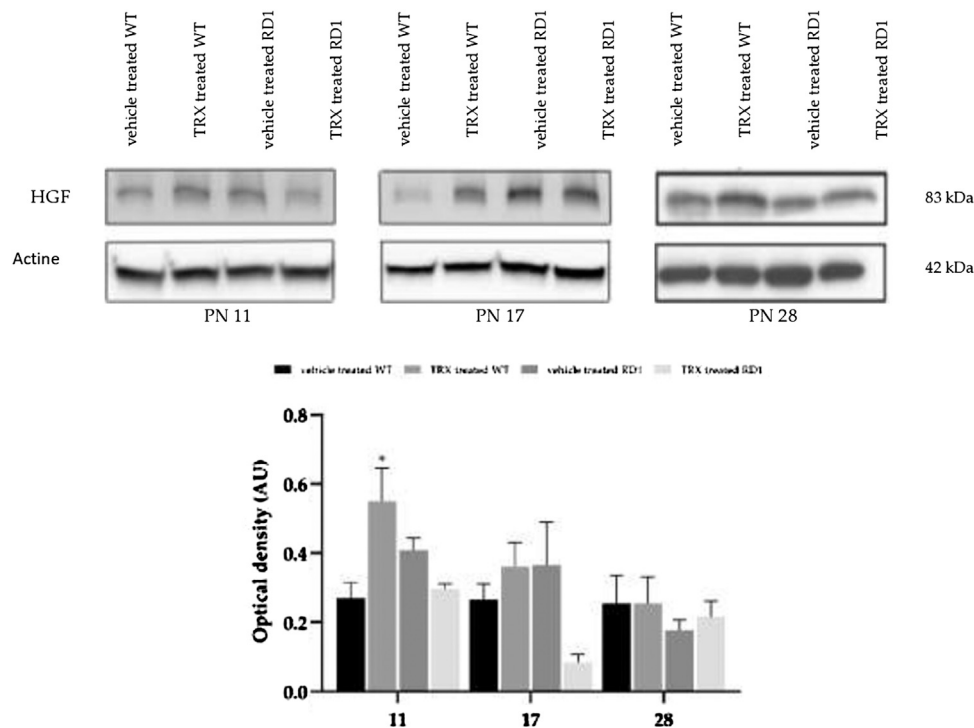 vehicle treated WT
TRX treated WT
vehicle treated RD1
TRX treated RD1
vehicle treated WT
TRX treated WT
vehicle treated RD1
TRX treated RD1
vehicle treated WT
TRX treated WT
vehicle treated RD1
TRX treated RD1
HGF
83 kDa
Actine
42 kDa
PN 11
PN 17
PN 28
vehicle treated WT TRX treated WT vehicle treated RD1 TRX treated RD1
Optical density (AU)
0.8
0.6
0.4
0.2
0.0
*
11 17 28